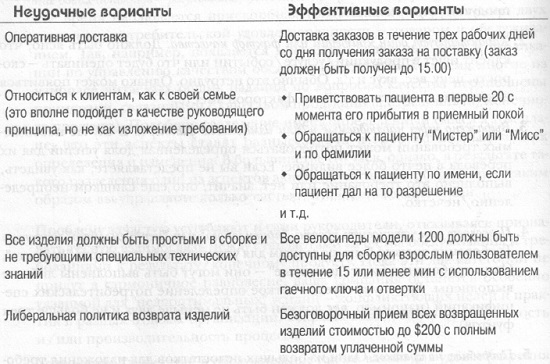 Неудачные варианты
Эффективные варианты
Оперативная доставка
Доставка заказов в течение трех рабочих дней
со дня получения заказа на поставку (заказ
должен быть получен до 15.00)
Относиться к клиентам, как к своей семье
(это вполне подойдет в качестве руководящего
принципа, но не как изложение требования)
• Приветствовать пациента в первые 20 с
момента его прибытия в приемный покой
• Обращаться к пациенту “Мистер” или “Мисс”
и по фамилии
• Обращаться к пациенту по имени, если
пациент дал на то разрешение
и т.д.
Все изделия должны быть простыми в сборке и
не требующими специальных технических
знаний
Все велосипеды модели 1200 должны быть
доступны для сборки взрослым пользователем
в течение 15 или менее мин с использованием
гаечного ключа и отвертки
Либеральная политика возврата изделий
Безоговорочный прием всех возвращенных
изделий стоимостью до $200 с полным
возвратом уплаченной суммы